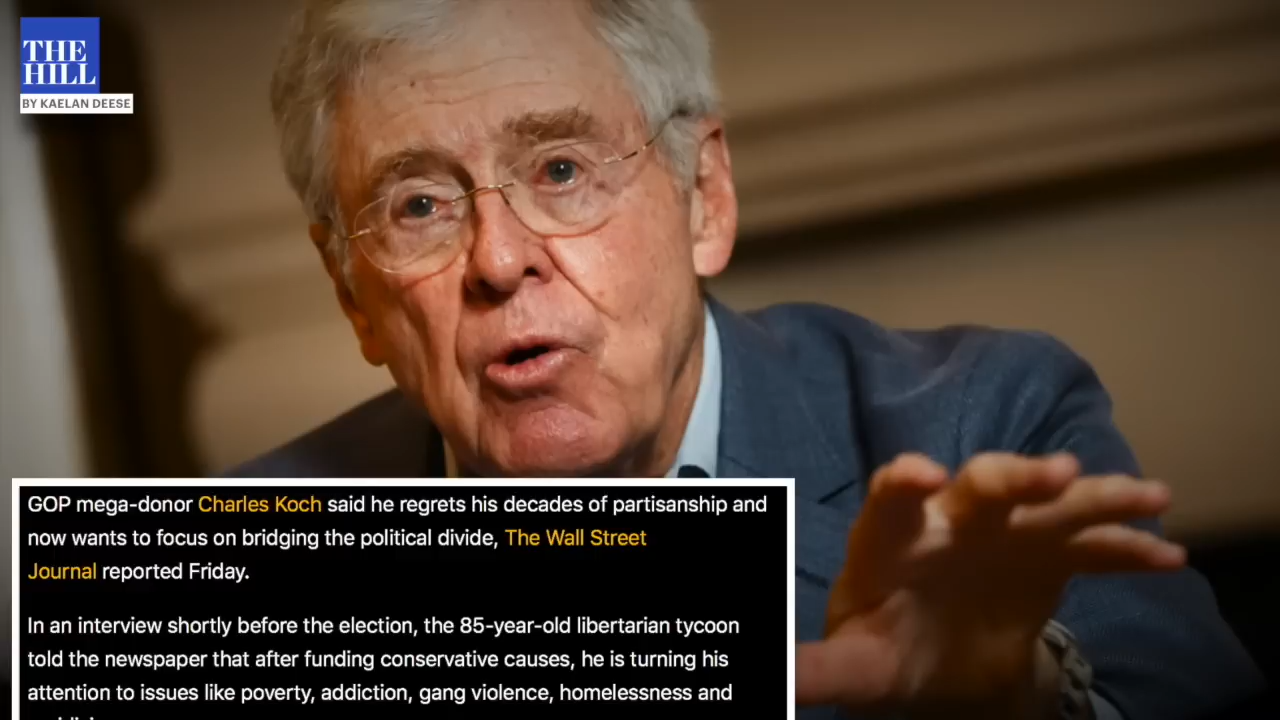 THE
HILL
BY KAELAN DEESE
GOP mega-donor Charles Koch said he regrets his decades of partisanship and
now wants to focus on bridging the political divide, The Wall Street
Journal reported Friday.
In an interview shortly before the election, the 85-year-old libertarian tycoon
told the newspaper that after funding conservative causes, he is turning his
attention to issues like poverty, addiction, gang violence, homelessness and